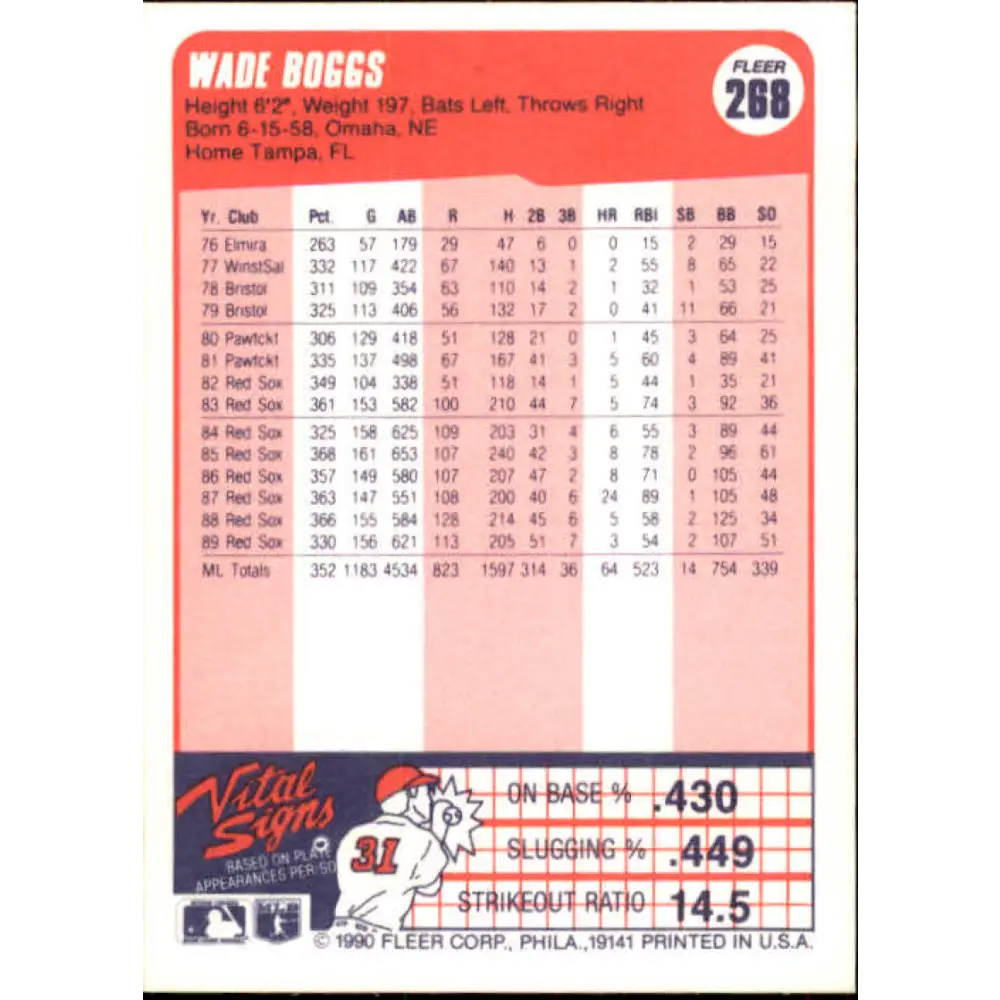 WADE BOGGS
FLEER
268
Height 6'2", Weight 197, Bats Left, Throws Right
Born 6-15-58, Omaha, NE
Home Tampa, FL
Yr. Club Pct. G AB R H 2B 3B HR RBI SB BB SO
76 Elmira 263 57 179 29 47 6 0 0 15 2 29 15
77 WinstSal 332 117 422 67 140 13 1 2 55 8 65 22
78 Bristol 311 109 354 63 110 14 2 1 32 1 53 25
79 Bristol 325 113 406 56 132 17 2 0 41 11 66 21
80 Pawtckt 306 129 418 51 128 21 0 1 45 3 64 25
81 Pawtckt 335 137 498 67 167 41 3 5 60 4 89 41
82 Red Sox 349 104 338 51 118 14 1 5 44 1 35 21
83 Red Sox 361 153 582 100 210 44 7 5 74 3 92 36
84 Red Sox 325 158 625 109 203 31 4 6 55 3 89 44
85 Red Sox 368 161 653 107 240 42 3 8 78 2 96 61
86 Red Sox 357 149 580 107 207 47 2 8 71 0 105 44
87 Red Sox 363 147 551 108 200 40 6 24 89 1 105 48
88 Red Sox 366 155 584 128 214 45 6 5 58 2 125 34
89 Red Sox 330 156 621 113 205 51 7 3 54 2 107 51
ML Totals 352 1183 4534 823 1597 314 36 64 523 14 754 339
Vital
Signs
BASED ON PLATE
APPEARANCES PER SO
31
ON BASE % .430
SLUGGING % .449
STRIKEOUT RATIO 14.5
© 1990 FLEER CORP., PHILA.,19141 PRINTED IN U.S.A.